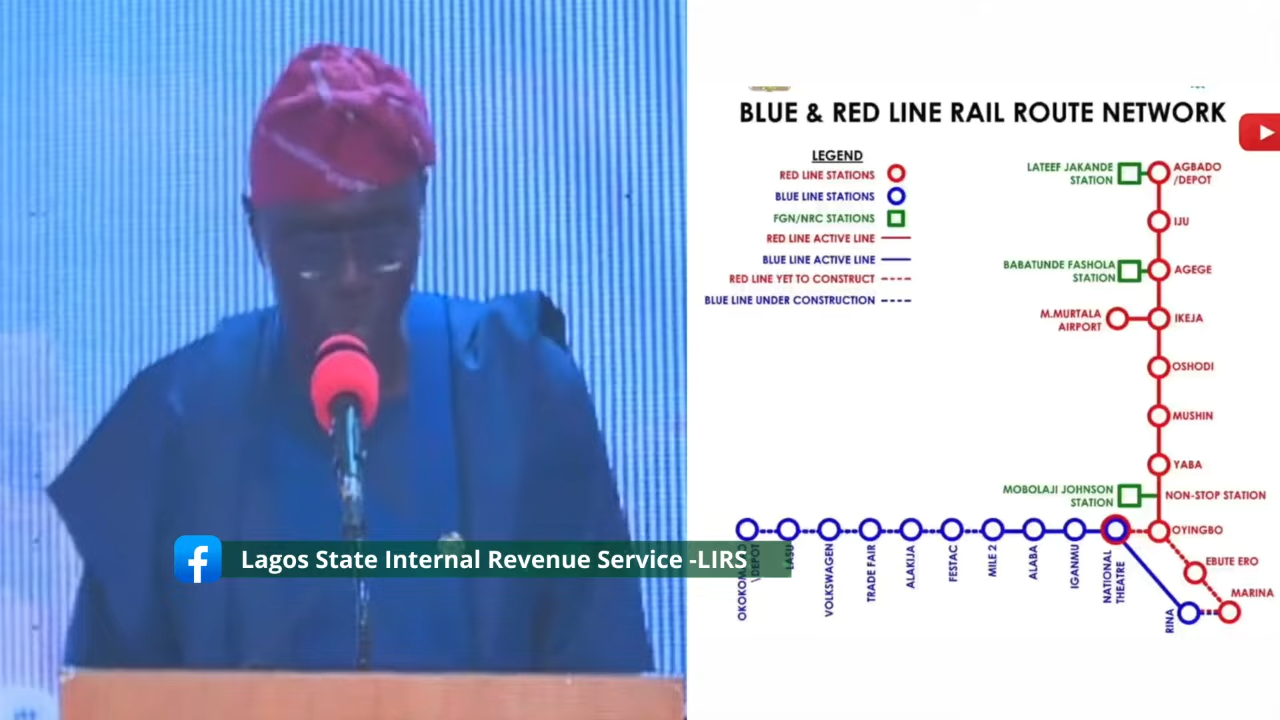 Lagos State Internal Revenue Service -LIRS
BLUE & RED LINE RAIL ROUTE NETWORK
LEGEND
RED LINE STATIONS
BLUE LINE STATIONS
FGN/NRC STATIONS
RED LINE ACTIVE LINE
BLUE LINE ACTIVE LINE
RED LINE YET TO CONSTRUCT
BLUE LINE UNDER CONSTRUCTION
LATEEF JAKANDE
STATION
AGBADO
/DEPOT
IJU
BABATUNDE FASHOLA
STATION
AGEGE
M.MURTALA
AIRPORT
IKEJA
OSHODI
MUSHIN
YABA
MOBOLAJI JOHNSON
STATION
NON-STOP STATION
OYINGBO
EBUTE ERO
MARINA
\DEPOT
LASU
VOLKSWAGEN
TRADE FAIR
ALAKIJA
FESTAC
MILE 2
ALABA
IGANMU
NATIONAL
THEATRE
RINA